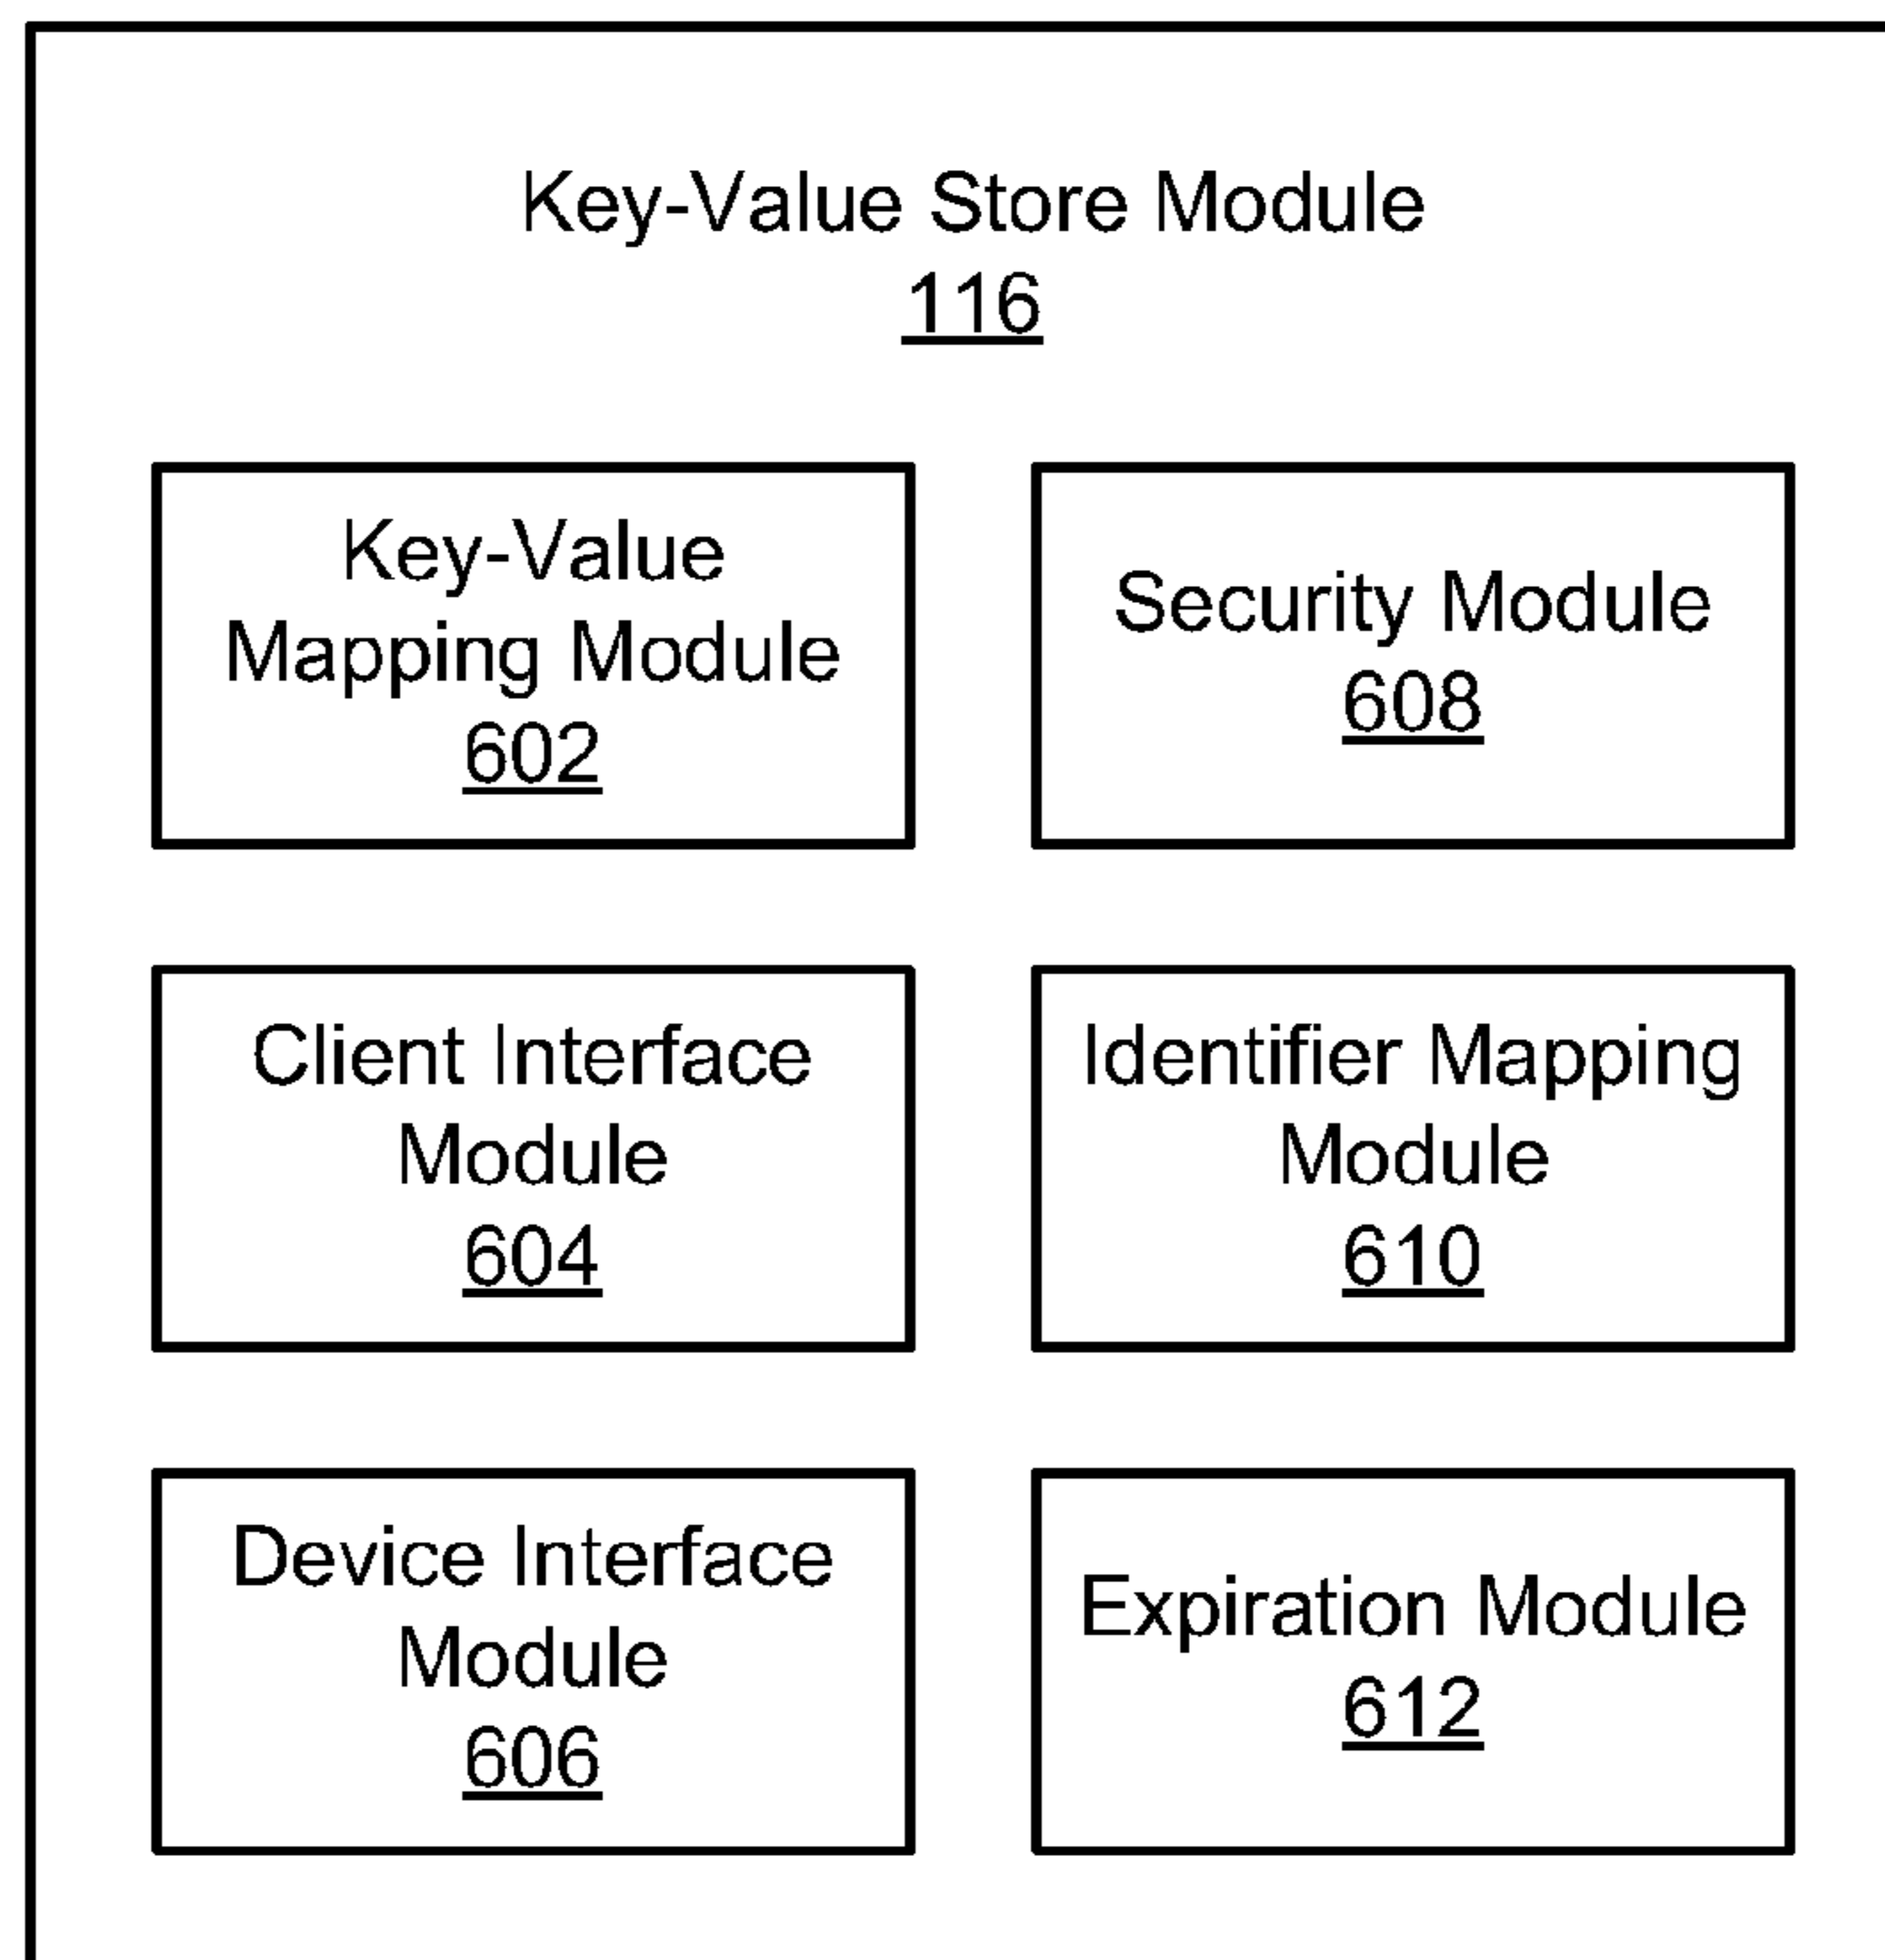 Key-Value Store Module
116
Key-Value
Mapping Module
602
Security Module
608
Client Interface
Module
604
Identifier Mapping
Module
610
Device Interface
Module
606
Expiration Module
612